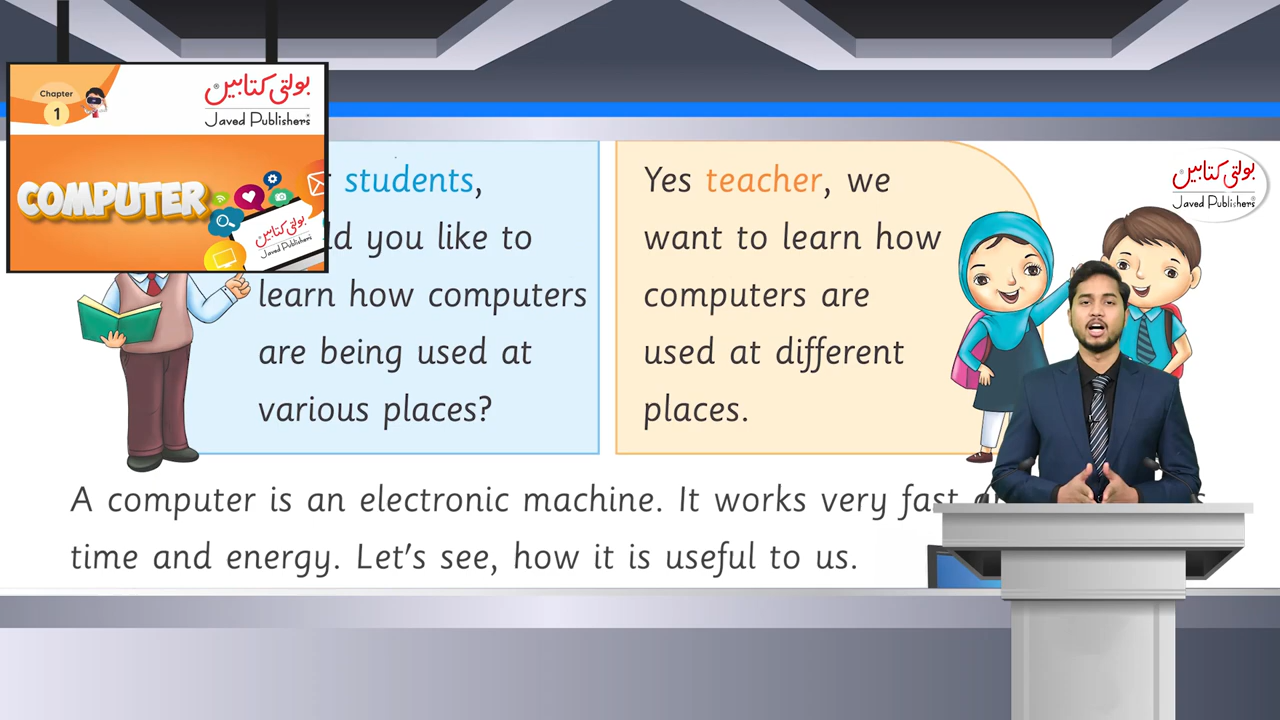 Chapter
1
بولتی کتابیں
Javed Publishers
COMPUTER
بولتی کتابیں
Javed Publishers
students,
you like to
learn how computers
are being used at
various places?
Yes teacher, we
want to learn how
computers are
used at different
places.
بولتی کتابیں
Javed Publishers
A computer is an electronic machine. It works very fast
time and energy. Let's see, how it is useful to us.